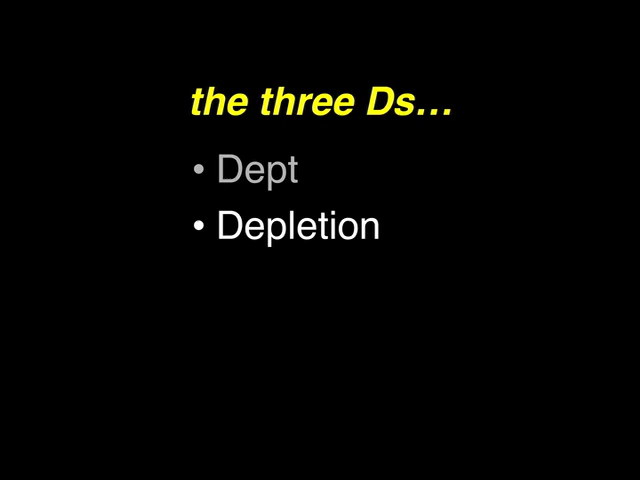 the three Ds…
• Dept
• Depletion